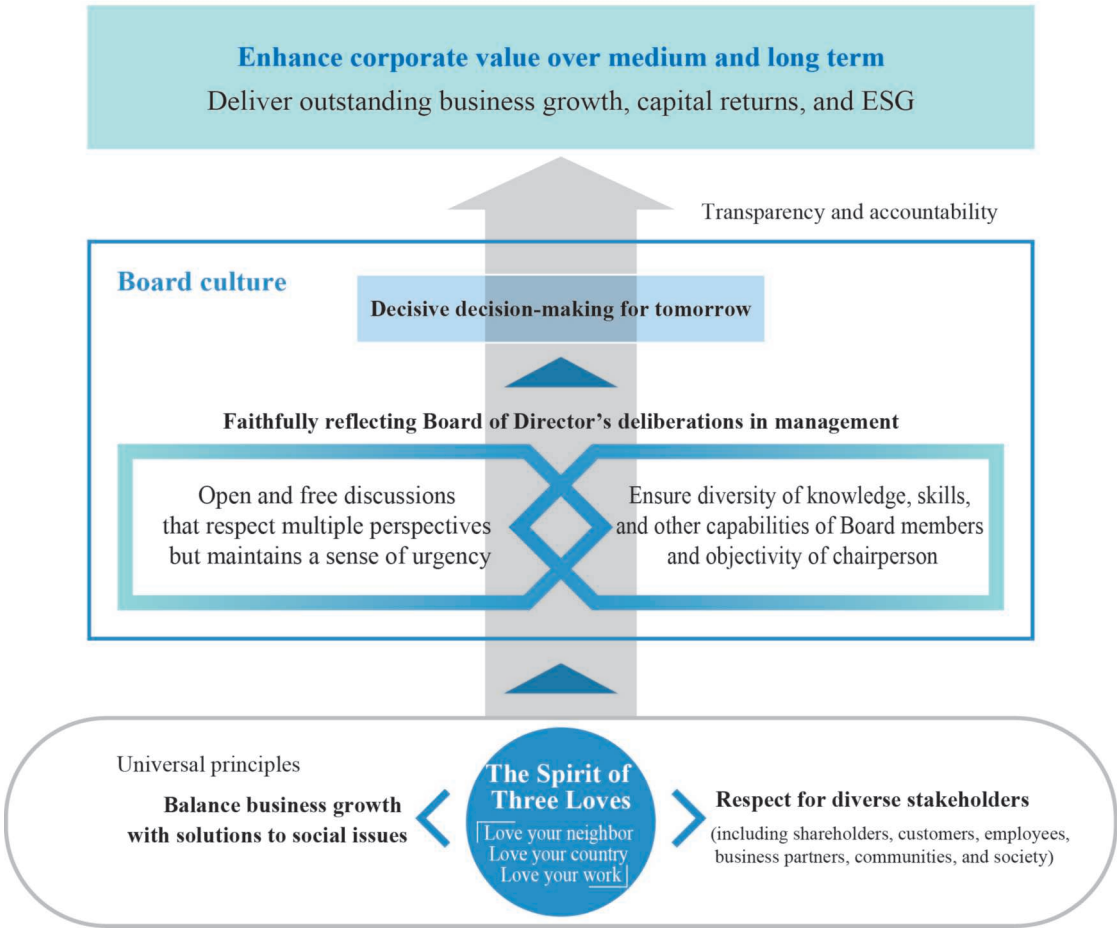 Enhance corporate value over medium and long term
Deliver outstanding business growth, capital returns, and ESG
Transparency and accountability
Board culture
Decisive decision-making for tomorrow
Faithfully reflecting Board of Director’s deliberations in management
Open and free discussions
that respect multiple perspectives
but maintains a sense of urgency
Ensure diversity of knowledge, skills,
and other capabilities of Board members
and objectivity of chairperson
Universal principles
Balance business growth
with solutions to social issues
The Spirit of
Three Loves
Love your neighbor
Love your country
Love your work
Respect for diverse stakeholders
(including shareholders, customers, employees,
business partners, communities, and society)